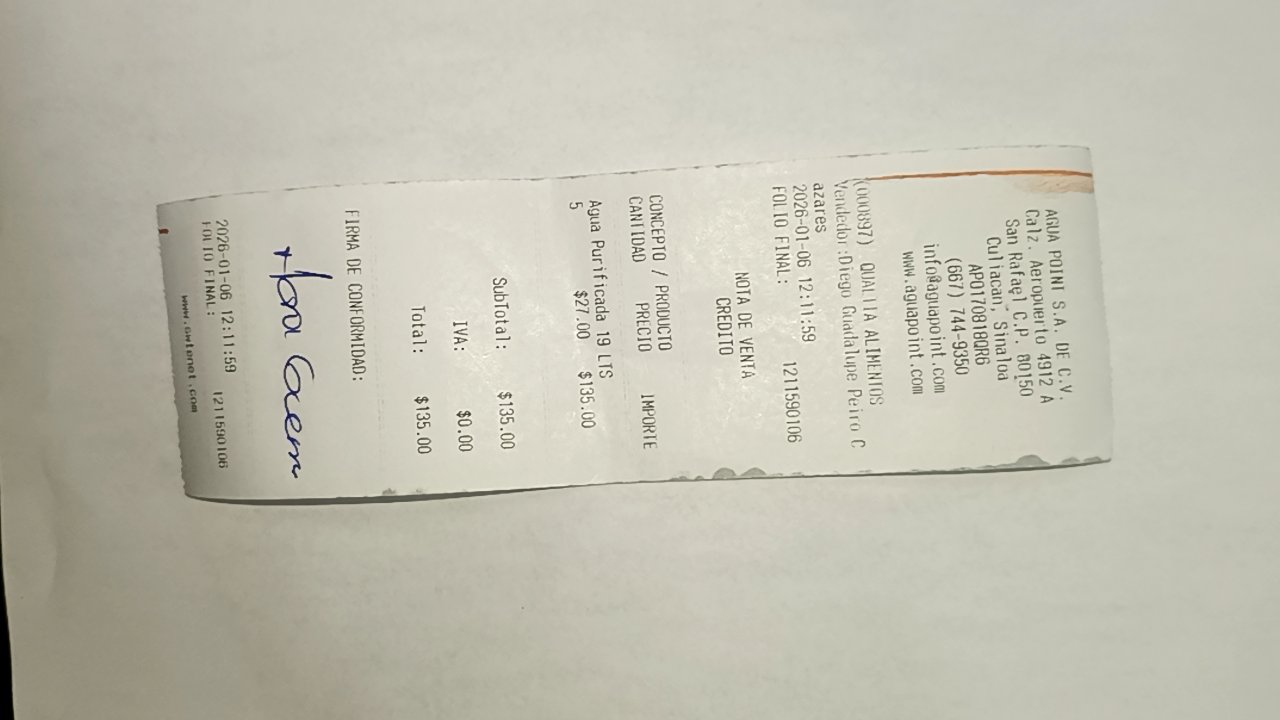 AGUA POINT S.A. DE C.V.
Calz. Aeropuerto 4912 A
San Rafael C.P. 80150
Culiacan, Sinaloa
APO170818QR6
(667) 744-9350
info@aguapoint.com
www.aguapoint.com
(000897) QUALITA ALIMENTOS
Vendedor:Diego Guadalupe Peiro C
azares
2026-01-06 12:11:59
FOLIO FINAL: 1211590106
NOTA DE VENTA
CREDITO
CONCEPTO / PRODUCTO
CANTIDAD PRECIO IMPORTE
Agua Purificada 19 LTS
5 $27.00 $135.00
SubTotal: $135.00
IVA: $0.00
Total: $135.00
FIRMA DE CONFORMIDAD:
2026-01-06 12:11:59
FOLIO FINAL: 1211590106